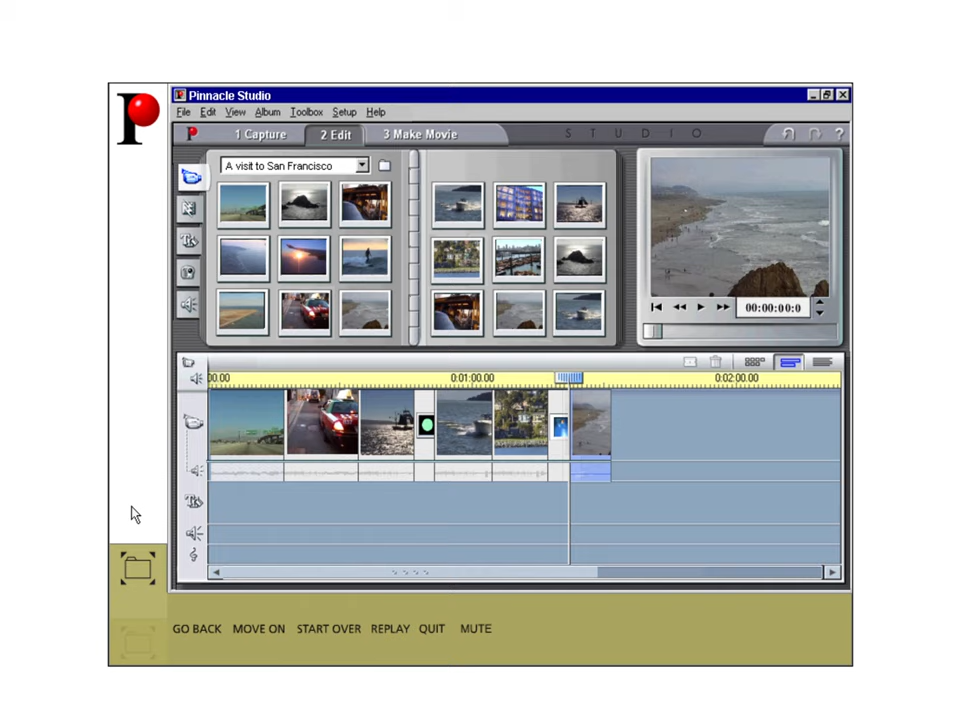 Pinnacle Studio
File Edit View Album Toolbox Setup Help
1 Capture 2 Edit 3 Make Movie STUDIO ?
A visit to San Francisco
00:00:00:0
00.00 0:01:00.00 0:02:00.00
GO BACK MOVE ON START OVER REPLAY QUIT MUTE